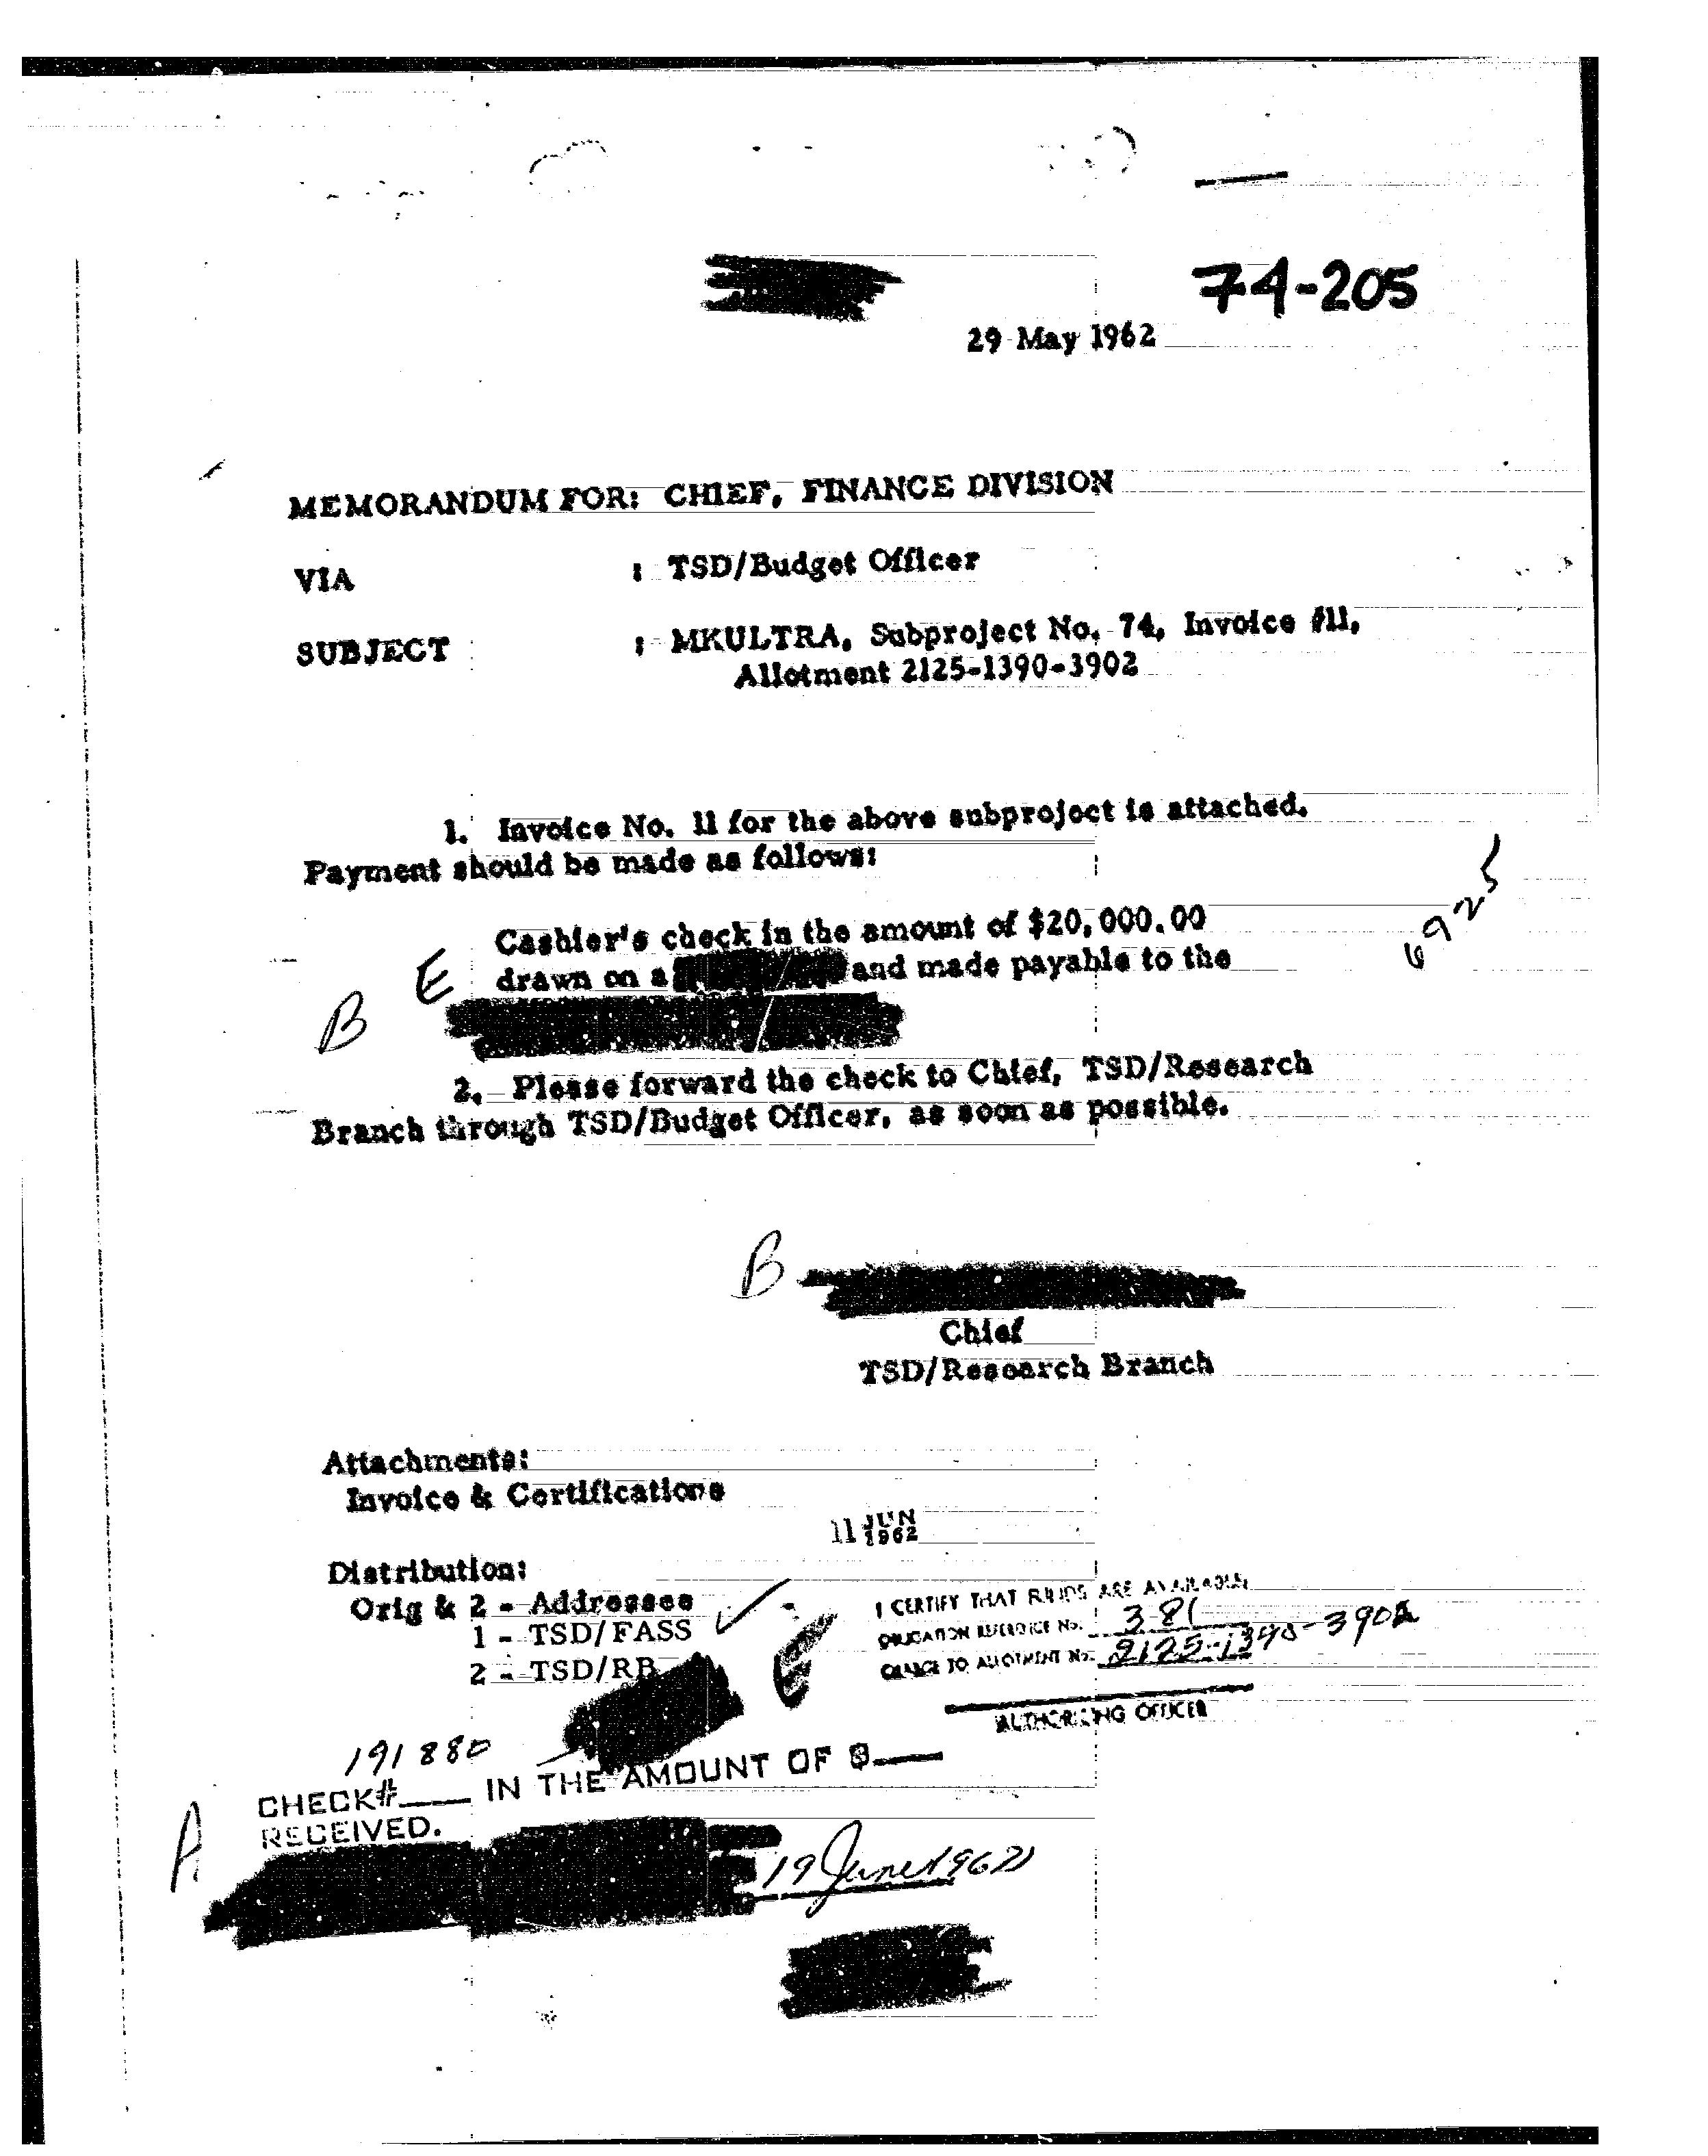 74-205
29 May 1962
MEMORANDUM FOR: CHIEF, FINANCE DIVISION
VIA : TSD/Budget Officer
SUBJECT : MKULTRA, Subproject No. 74, Invoice #11,
Allotment 2125-1390-3902
1. Invoice No. 11 for the above subproject is attached.
Payment should be made as follows:
6925
Cashier's check in the amount of $20,000.00
E drawn on a and made payable to the
B
2. Please forward the check to Chief, TSD/Research
Branch through TSD/Budget Officer, as soon as possible.
B
Chief
TSD/Research Branch
Attachments:
Invoice & Certifications
11 JUN 1962
Distribution:
Orig & 2 - Addressee
1 - TSD/FASS
2 - TSD/RB
I CERTIFY THAT FUNDS ARE AVAILABLE
OBLIGATION REFERENCE No. 381
CHARGE TO ALLOTMENT No. 2125-1390-3902
AUTHORIZING OFFICER
191880
CHECK# IN THE AMOUNT OF $
RECEIVED.
A
19 June 1962